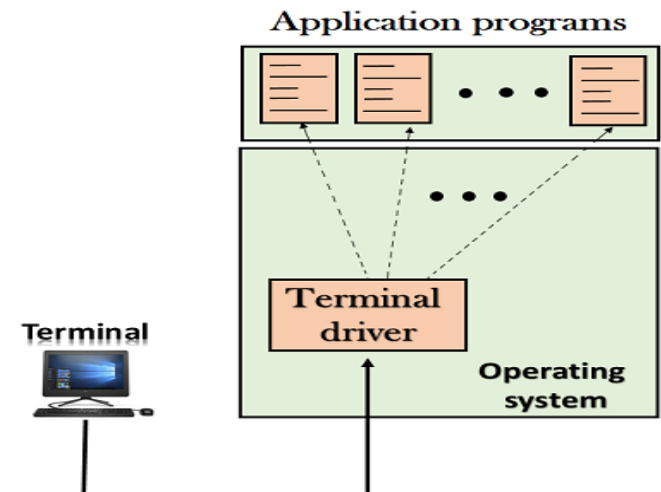 Application programs
Terminal
driver
Terminal
Operating
system